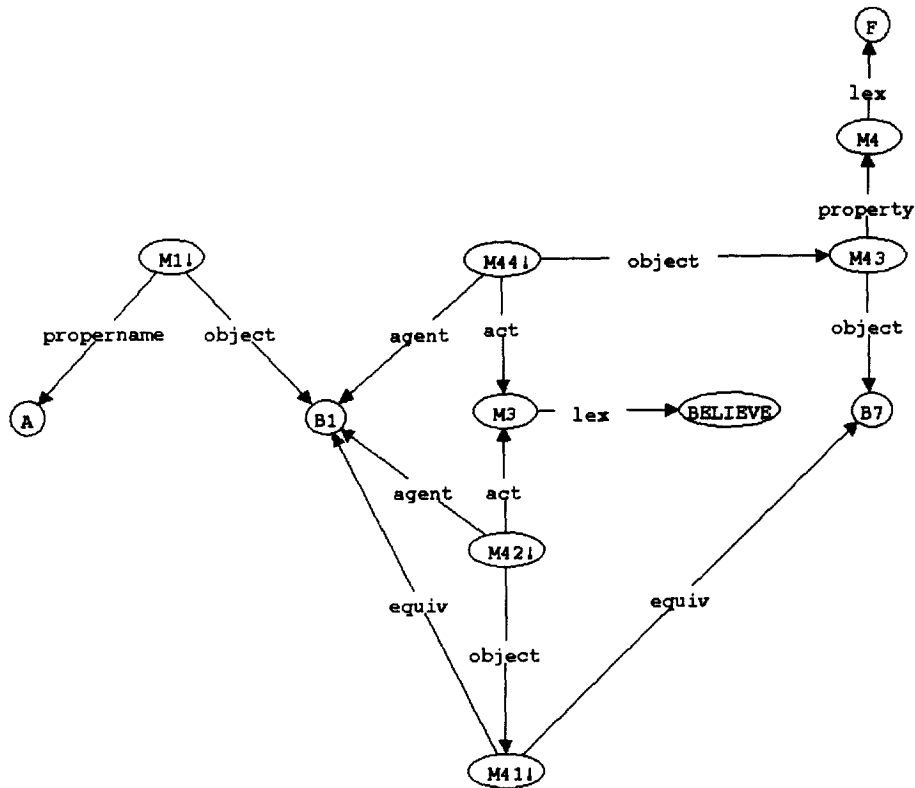 F
lex
M4
property
M1!
M44!
object
M43
propername
object
agent
act
object
A
B1
M3
lex
BELIEVE
B7
agent
act
M42!
equiv
equiv
object
M41!